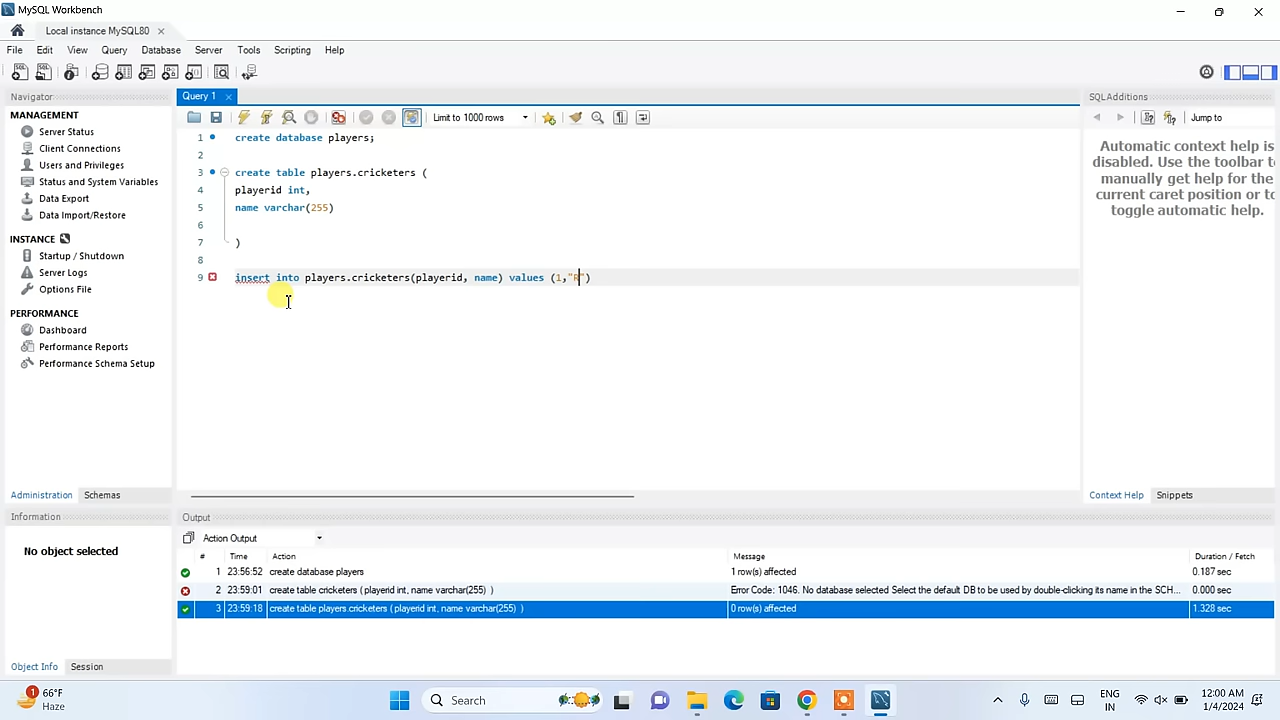 MySQL Workbench
Local instance MySQL80
File Edit View Query Database Server Tools Scripting Help
Navigator
MANAGEMENT
Server Status
Client Connections
Users and Privileges
Status and System Variables
Data Export
Data Import/Restore
INSTANCE
Startup / Shutdown
Server Logs
Options File
PERFORMANCE
Dashboard
Performance Reports
Performance Schema Setup
Administration Schemas
Information
No object selected
Object Info Session
Query 1
Limit to 1000 rows
1 create database players;
2
3 create table players.cricketers (
4 playerid int,
5 name varchar(255)
6
7 )
8
9 insert into players.cricketers(playerid, name) values (1,"R")
SQLAdditions
Jump to
Automatic context help is
disabled. Use the toolbar to
manually get help for the
current caret position or to
toggle automatic help.
Context Help Snippets
Output
Action Output
# Time Action Message Duration / Fetch
1 23:56:52 create database players 1 row(s) affected 0.187 sec
2 23:59:01 create table cricketers ( playerid int, name varchar(255) ) Error Code: 1046. No database selected Select the default DB to be used by double-clicking its name in the SCH... 0.000 sec
3 23:59:18 create table players.cricketers ( playerid int, name varchar(255) ) 0 row(s) affected 1.328 sec
1
66°F
Haze
Search
ENG
IN
12:00 AM
1/4/2024